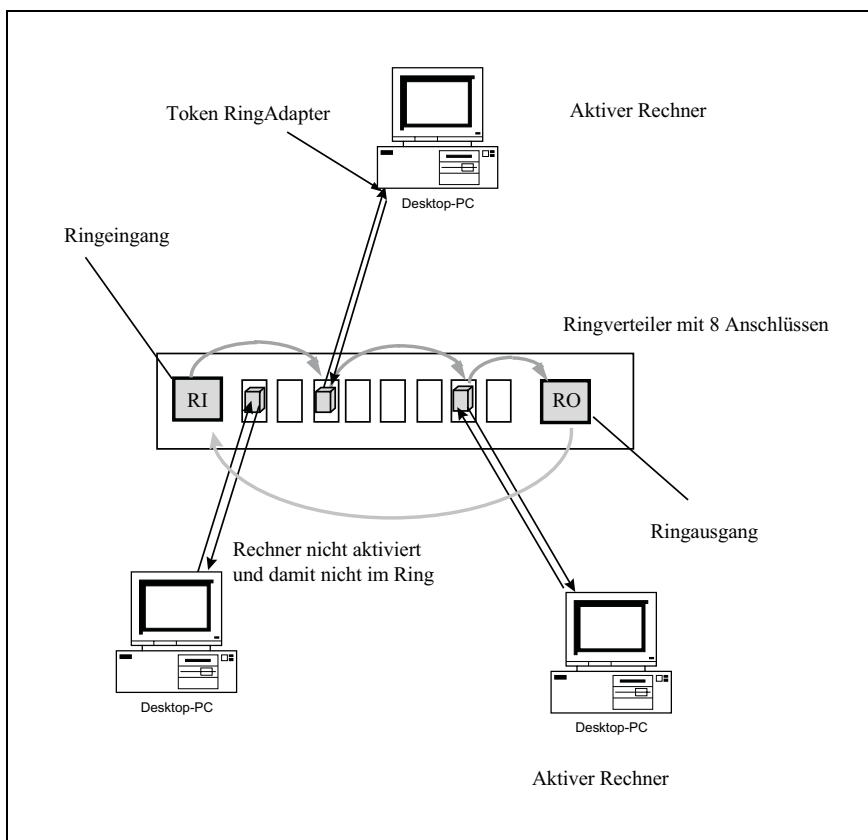 Token RingAdapter
Aktiver Rechner
Desktop-PC
Ringeingang
Ringverteiler mit 8 Anschlüssen
RI
RO
Ringausgang
Rechner nicht aktiviert
und damit nicht im Ring
Desktop-PC
Desktop-PC
Aktiver Rechner